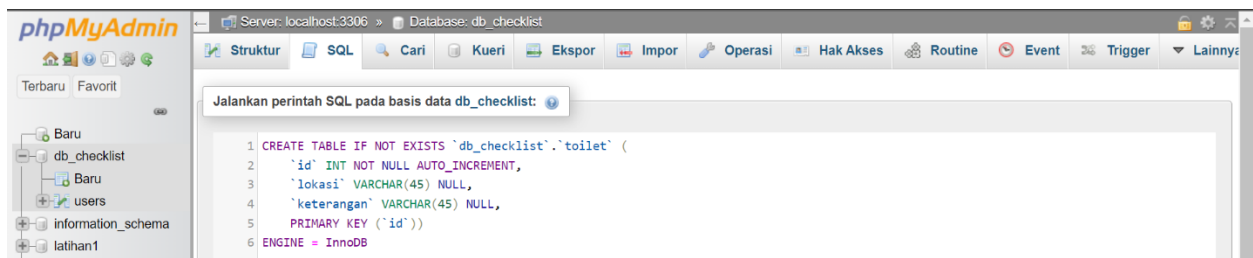 phpMyAdmin
Server: localhost:3306 » Database: db_checklist
Struktur SQL Cari Kueri Ekspor Impor Operasi Hak Akses Routine Event Trigger Lainnya
Terbaru Favorit
Baru
db_checklist
Baru
users
information_schema
latihan1
Jalankan perintah SQL pada basis data db_checklist:
1 CREATE TABLE IF NOT EXISTS `db_checklist`.`toilet` (
2 `id` INT NOT NULL AUTO_INCREMENT,
3 `lokasi` VARCHAR(45) NULL,
4 `keterangan` VARCHAR(45) NULL,
5 PRIMARY KEY (`id`))
6 ENGINE = InnoDB